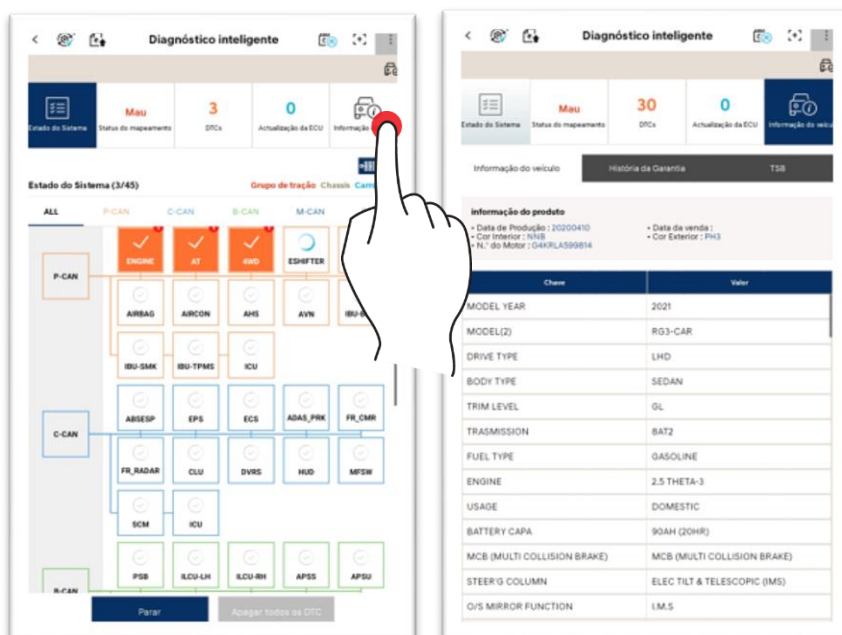 Diagnóstico inteligente
Mau
3
0
Estado do Sistema
Status do mapeamento
DTCs
Actualização da ECU
Informação
Estado do Sistema (3/45)
Grupo de tração Chassis
ALL P-CAN C-CAN B-CAN M-CAN
P-CAN
ENGINE AT 4WD ESHIFTER
AIRBAG AIRCON AHS AVN
IBU-SMK IBU-TPMS ICU
C-CAN
ABSESP EPS ECS ADAS_PRK FR_CMR
FR_RADAR CLU DVRS HUD MFSW
SCM ICU
B-CAN
PSB ILCU-LH ILCU-RH APSS APSU
Parar
Apagar todos os DTC
Diagnóstico inteligente
Mau
30
0
Estado do Sistema
Status do mapeamento
DTCs
Actualização da ECU
Informação do veícu
Informação do veículo
História da Garantia
TSB
informação do produto
• Data de Produção : 20200410
• Data da venda :
• Cor Interior : NNB
• Cor Exterior : PH3
• N.° do Motor : G4KRLA599814
Chave Valor
MODEL YEAR 2021
MODEL(2) RG3-CAR
DRIVE TYPE LHD
BODY TYPE SEDAN
TRIM LEVEL GL
TRASMISSION 8AT2
FUEL TYPE GASOLINE
ENGINE 2.5 THETA-3
USAGE DOMESTIC
BATTERY CAPA 90AH (20HR)
MCB (MULTI COLLISION BRAKE) MCB (MULTI COLLISION BRAKE)
STEER'G COLUMN ELEC TILT & TELESCOPIC (IMS)
O/S MIRROR FUNCTION I.M.S